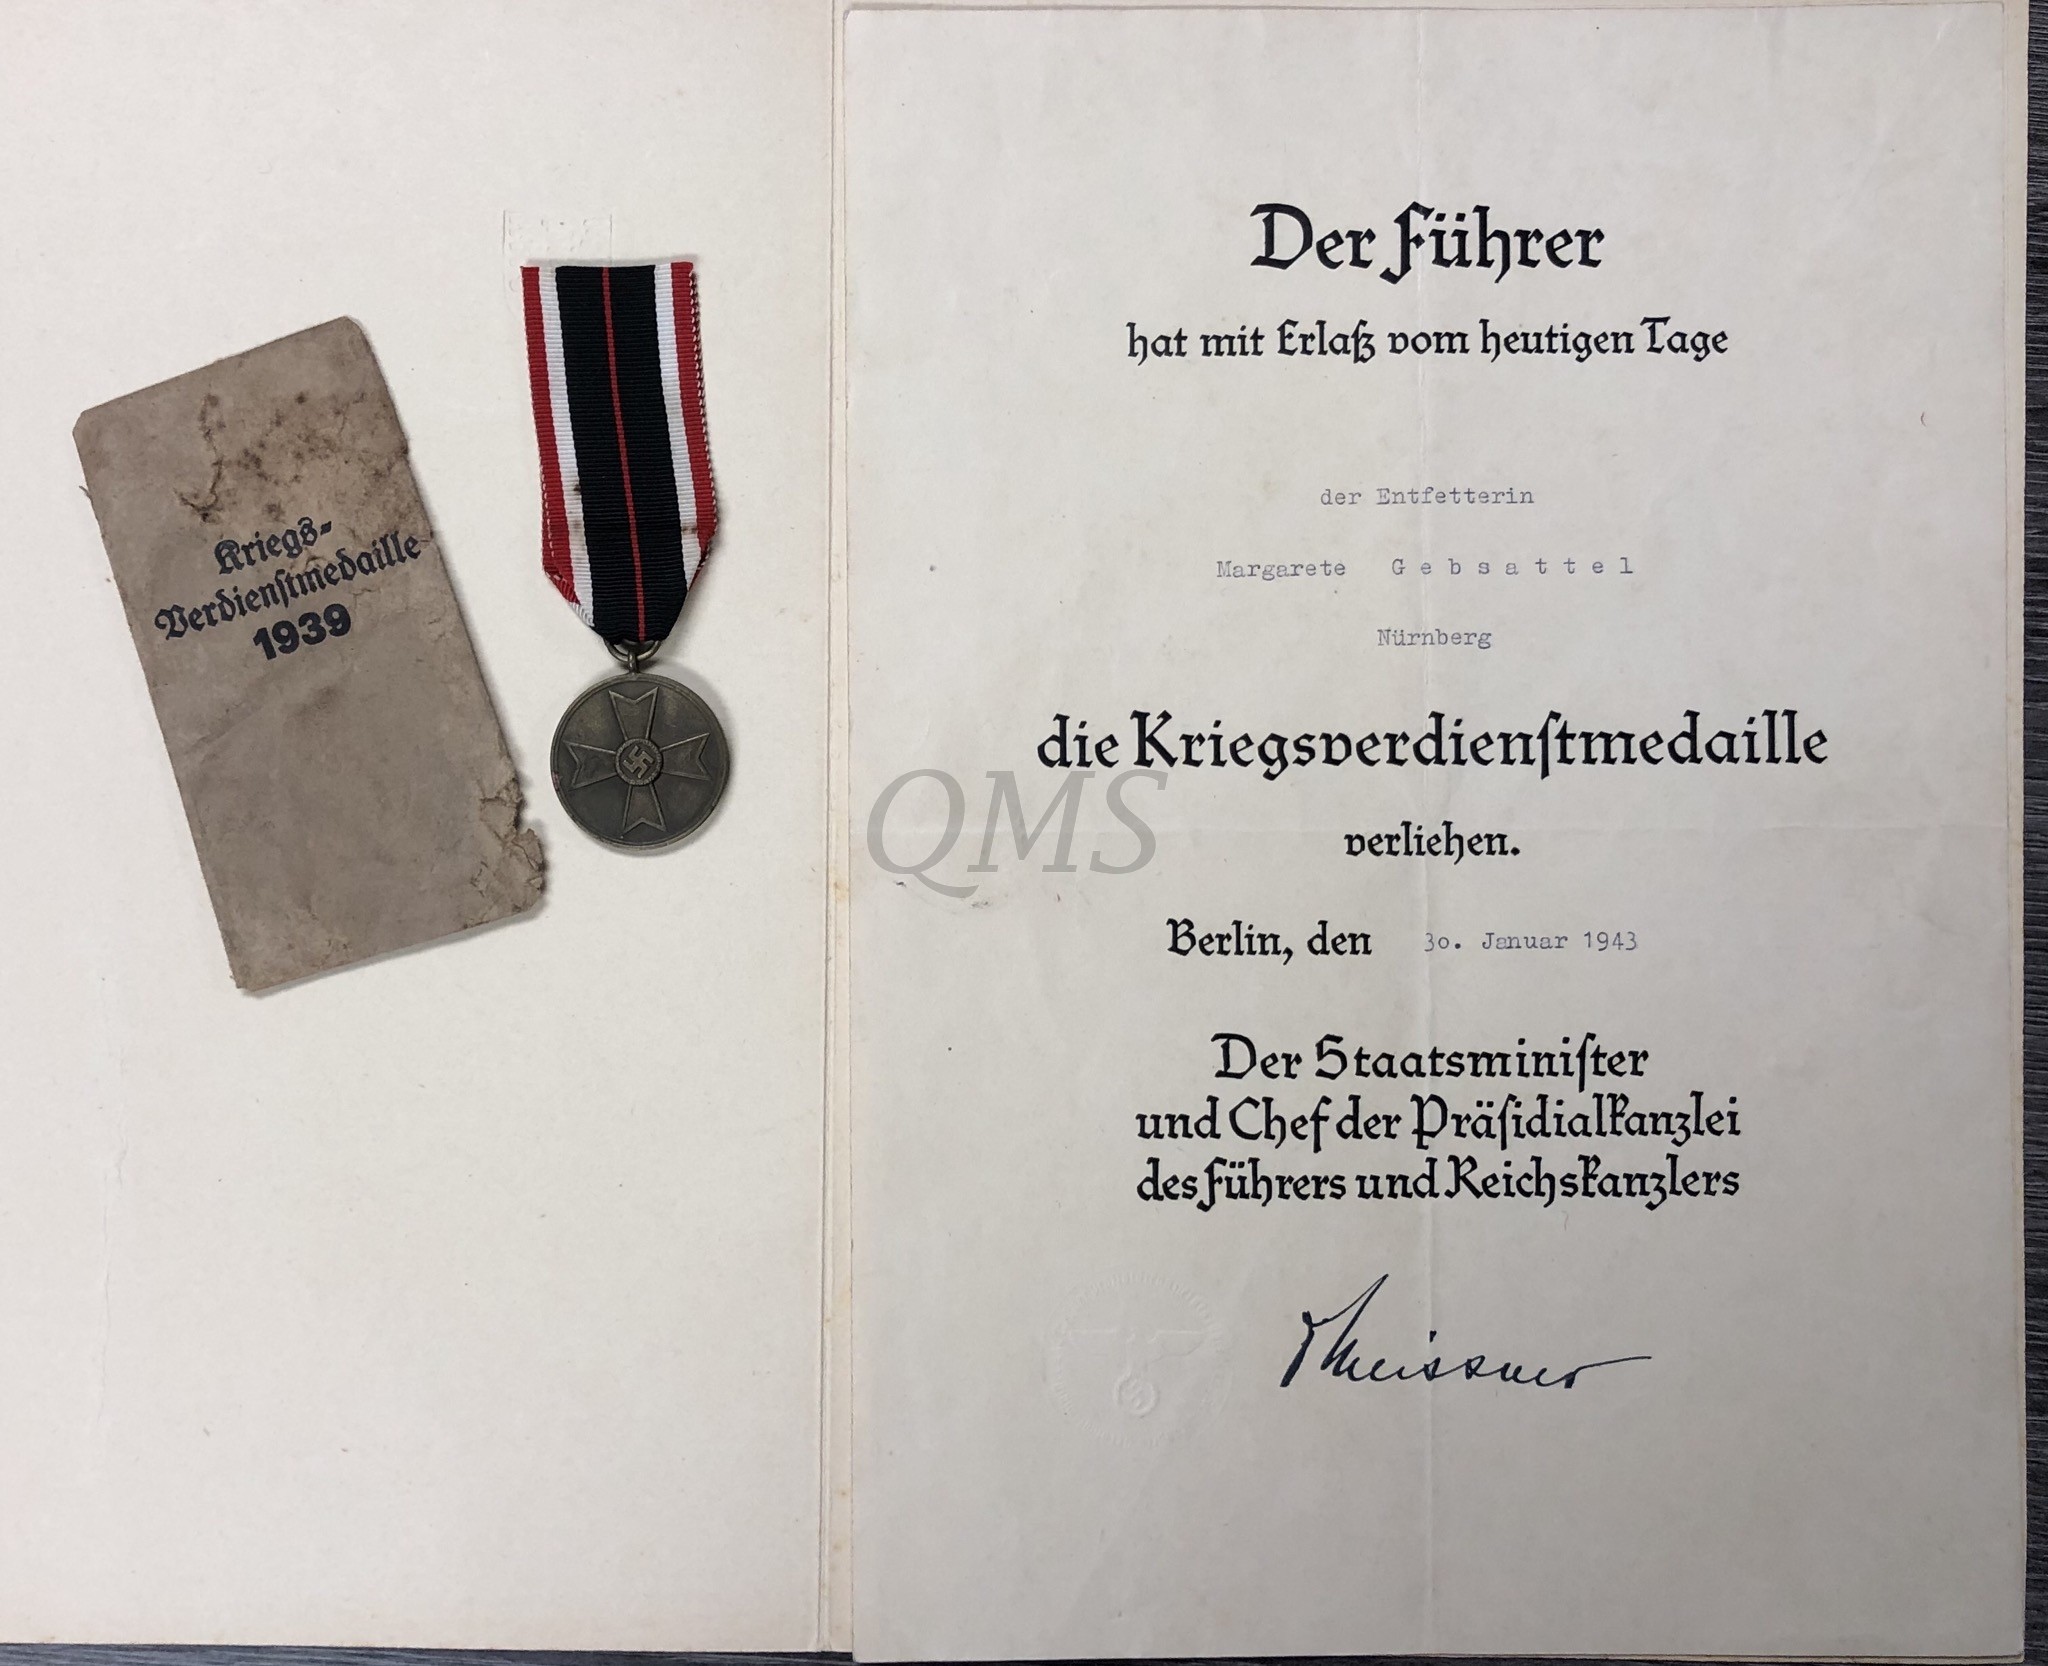 Kriegs-
Verdienſtmedaille
1939
Der Führer
hat mit Erlaß vom heutigen Tage
der Entfetterin
Margarete Gebsattel
Nürnberg
die Kriegsverdienſtmedaille
verliehen.
QMS
Berlin, den 30. Januar 1943
Der Staatsminiſter
und Chef der Präſidialkanzlei
des Führers und Reichskanzlers
Meissner